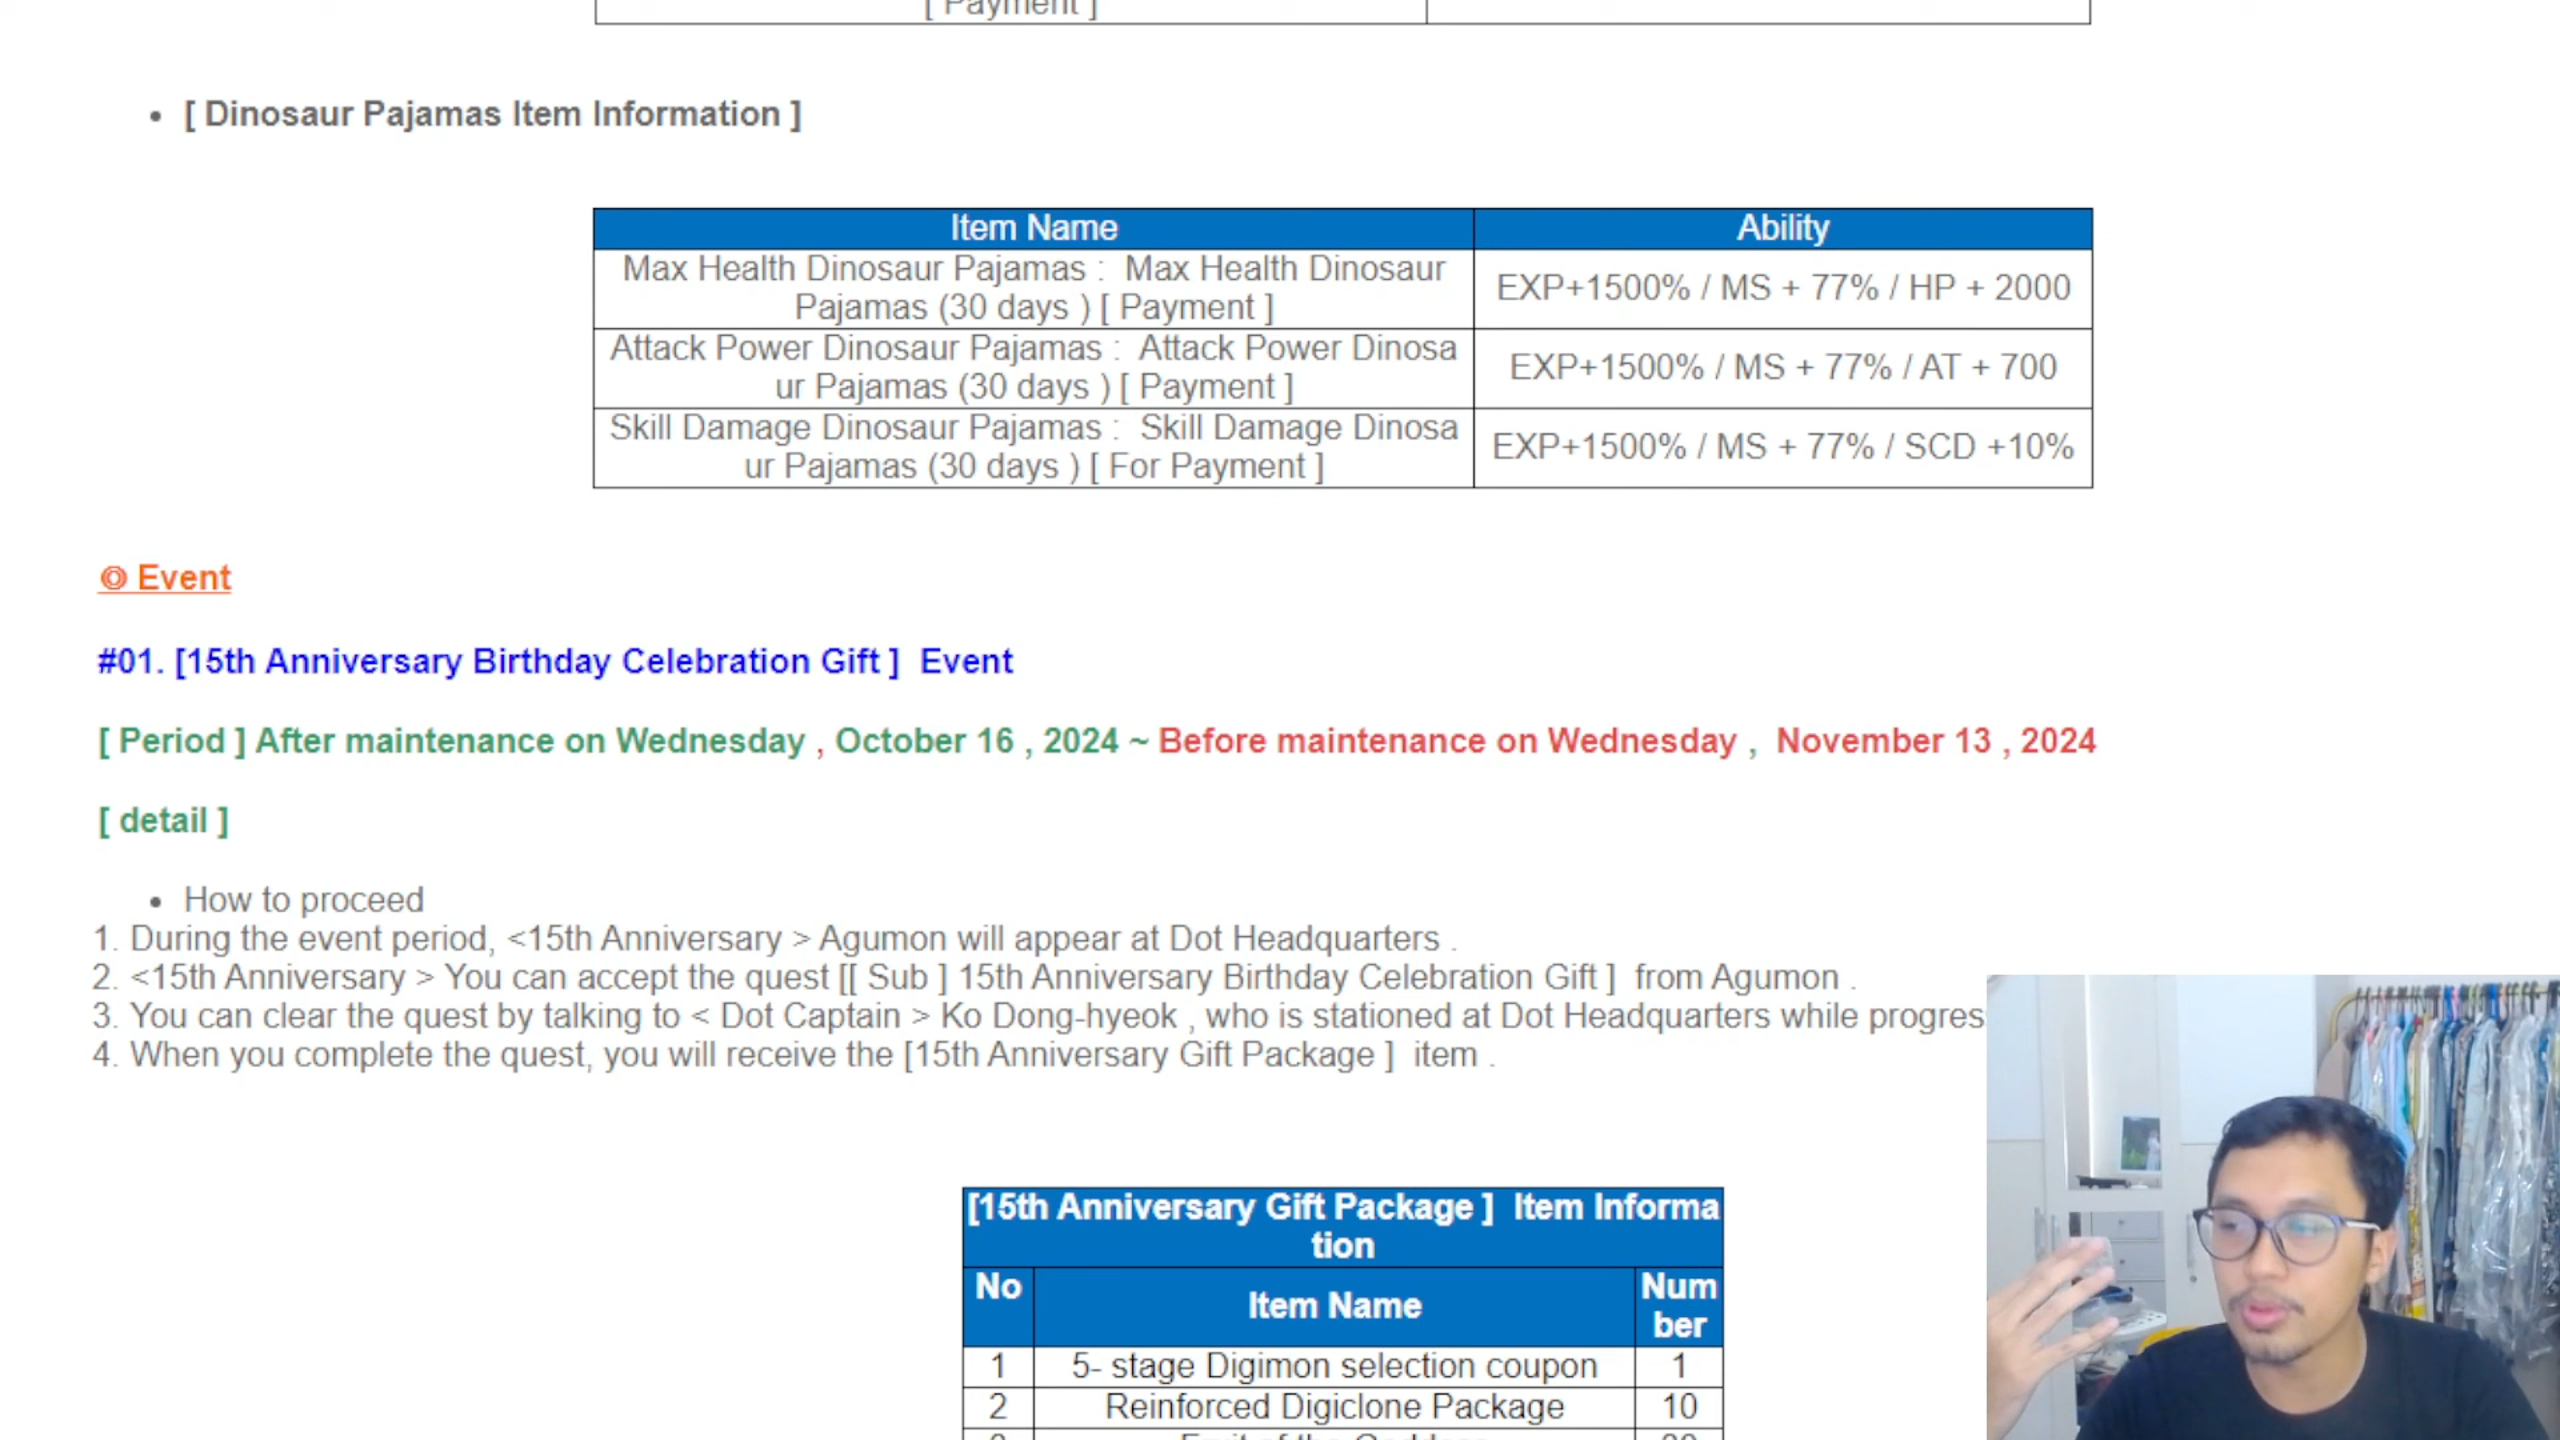 [ Payment ]
• [ Dinosaur Pajamas Item Information ]
Item Name Ability
Max Health Dinosaur Pajamas : Max Health Dinosaur
Pajamas (30 days ) [ Payment ]
EXP+1500% / MS + 77% / HP + 2000
Attack Power Dinosaur Pajamas : Attack Power Dinosa
ur Pajamas (30 days ) [ Payment ]
EXP+1500% / MS + 77% / AT + 700
Skill Damage Dinosaur Pajamas : Skill Damage Dinosa
ur Pajamas (30 days ) [ For Payment ]
EXP+1500% / MS + 77% / SCD +10%
◎ Event
#01. [15th Anniversary Birthday Celebration Gift ] Event
[ Period ] After maintenance on Wednesday , October 16 , 2024 ~ Before maintenance on Wednesday , November 13 , 2024
[ detail ]
• How to proceed
1. During the event period, <15th Anniversary > Agumon will appear at Dot Headquarters .
2. <15th Anniversary > You can accept the quest [[ Sub ] 15th Anniversary Birthday Celebration Gift ] from Agumon .
3. You can clear the quest by talking to < Dot Captain > Ko Dong-hyeok , who is stationed at Dot Headquarters while progres
4. When you complete the quest, you will receive the [15th Anniversary Gift Package ] item .
[15th Anniversary Gift Package ] Item Informa
tion
No Item Name Num
ber
1 5- stage Digimon selection coupon 1
2 Reinforced Digiclone Package 10